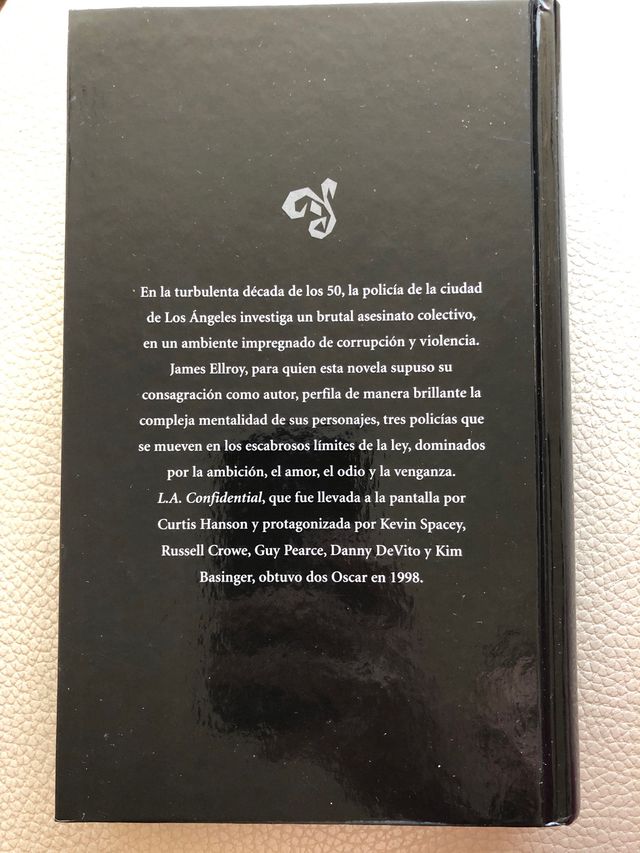 En la turbulenta década de los 50, la policía de la ciudad
de Los Ángeles investiga un brutal asesinato colectivo,
en un ambiente impregnado de corrupción y violencia.
James Ellroy, para quien esta novela supuso su
consagración como autor, perfila de manera brillante la
compleja mentalidad de sus personajes, tres policías que
se mueven en los escabrosos límites de la ley, dominados
por la ambición, el amor, el odio y la venganza.
L.A. Confidential, que fue llevada a la pantalla por
Curtis Hanson y protagonizada por Kevin Spacey,
Russell Crowe, Guy Pearce, Danny DeVito y Kim
Basinger, obtuvo dos Oscar en 1998.